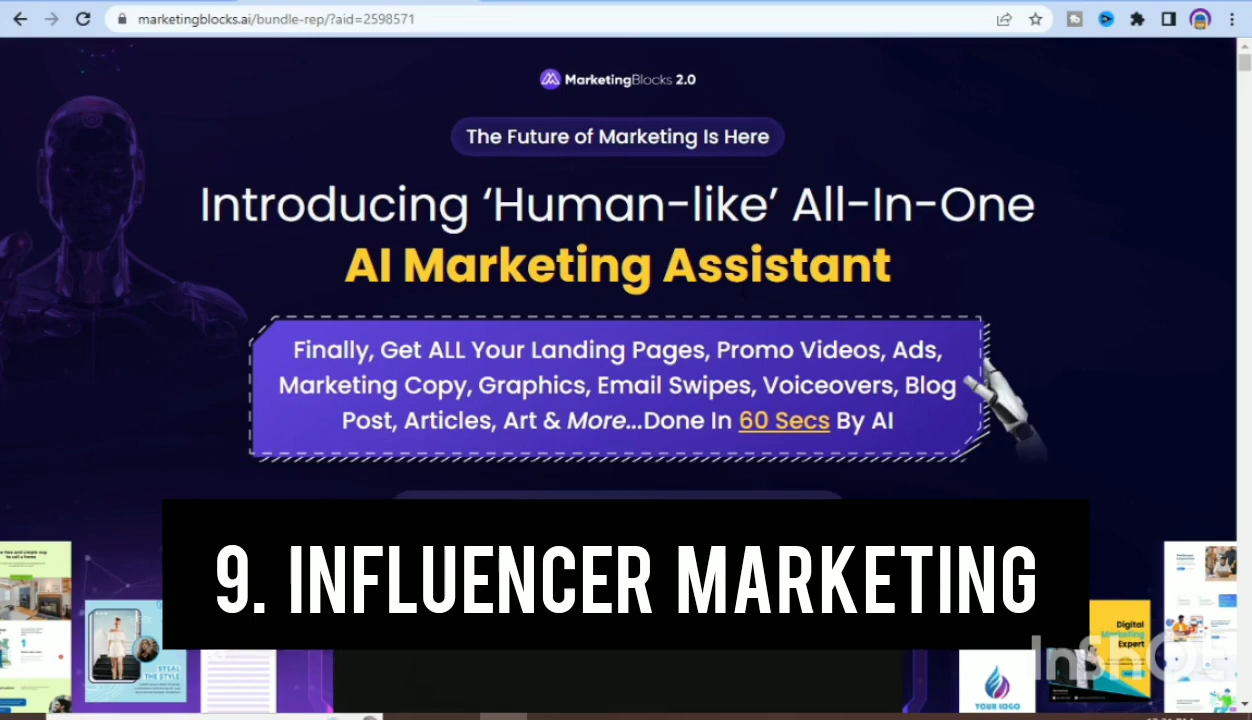 marketingblocks.ai/bundle-rep/?aid=2598571
MarketingBlocks 2.0
The Future of Marketing Is Here
Introducing ‘Human-like’ All-In-One
AI Marketing Assistant
Finally, Get ALL Your Landing Pages, Promo Videos, Ads,
Marketing Copy, Graphics, Email Swipes, Voiceovers, Blog
Post, Articles, Art & More...Done In 60 Secs By AI
9. INFLUENCER MARKETING
STEAL
THE STYLE
YOUR LOGO
Digital
Marketing
Expert
InShOt